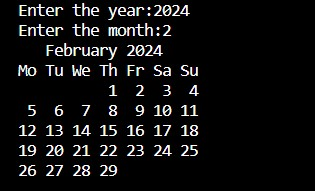 Enter the year:2024
Enter the month:2
   February 2024
Mo Tu We Th Fr Sa Su
          1  2  3  4
 5  6  7  8  9 10 11
12 13 14 15 16 17 18
19 20 21 22 23 24 25
26 27 28 29